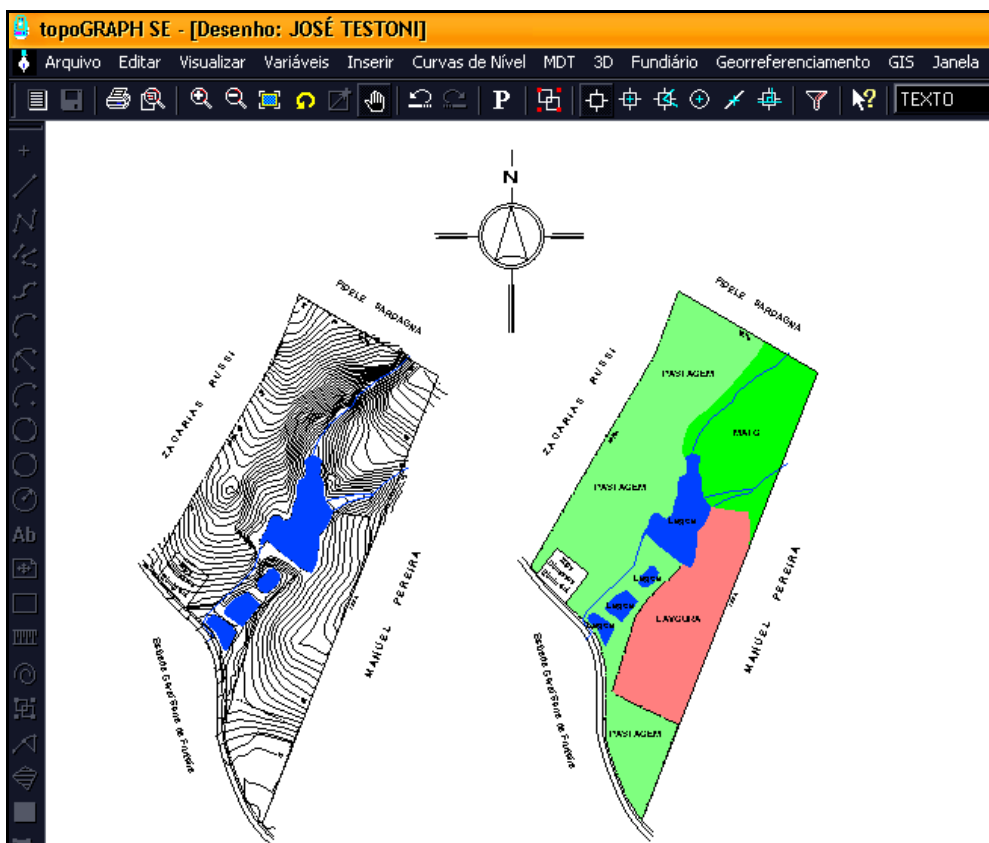 topoGRAPH SE - [Desenho: JOSÉ TESTONI]
Arquivo Editar Visualizar Variáveis Inserir Curvas de Nível MDT 3D Fundiário Georreferenciamento GIS Janela
P TEXTO
Ab
N
FIDELE SARDAGNA
ZACARIAS RUSSI
MANUEL PEREIRA
FIDELE SARDAGNA
ZACARIAS RUSSI
PASTAGEM
MATO
PASTAGEM
Lagoa
Lagoa
Lagoa
Lagoa
LAVOURA
MANUEL PEREIRA
PASTAGEM